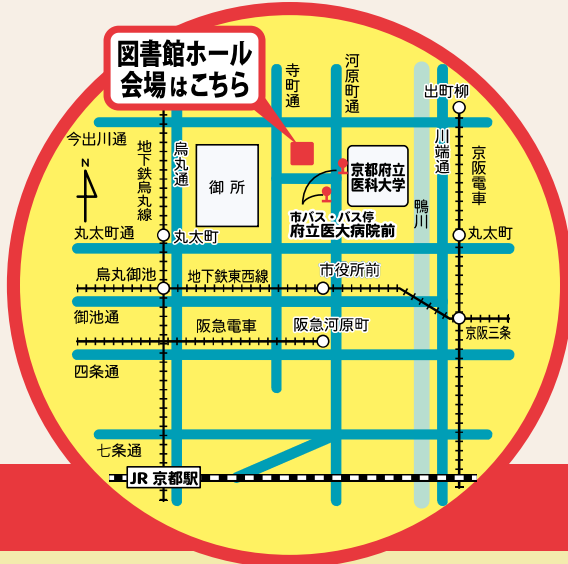 図書館ホール
会場はこちら
寺町通
河原町通
出町柳
今出川通
地下鉄烏丸線
烏丸通
御所
京都府立
医科大学
川端通
京阪電車
鴨川
N
市バス・バス停
府立医大病院前
丸太町通
丸太町
丸太町
烏丸御池
地下鉄東西線
市役所前
御池通
阪急電車
阪急河原町
京阪三条
四条通
七条通
JR 京都駅